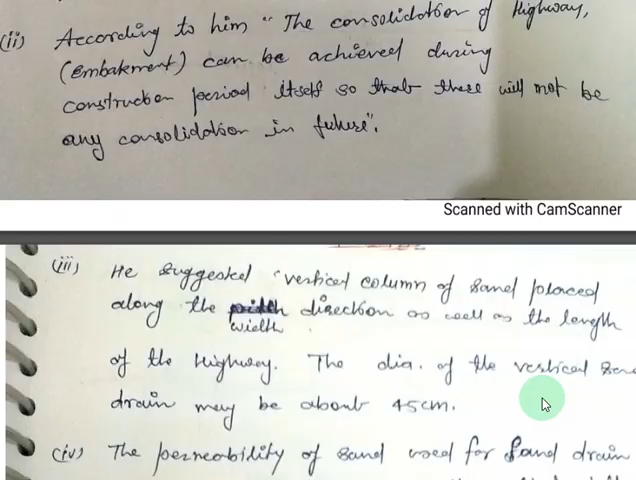 (ii) According to him "The consolidation of Highway,
(Embakment) can be achieved during
construction period itself so that there will not be
any consolidation in future".
Scanned with CamScanner
(iii) He suggested "vertical column of sand placed
along the width direction as well as the length
of the Highway. The dia. of the vertical
drain may be about 45cm.
(iv) The permeability of sand used for Sand drain